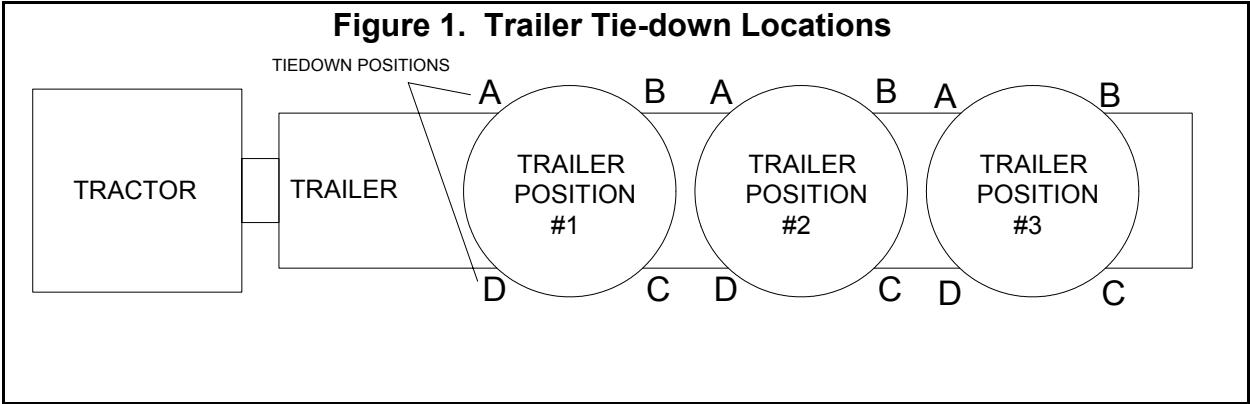 Figure 1.  Trailer Tie-down Locations
TIEDOWN POSITIONS
A
B
A
B
A
B
TRACTOR
TRAILER
TRAILER
POSITION
#1
TRAILER
POSITION
#2
TRAILER
POSITION
#3
D
C
D
C
D
C